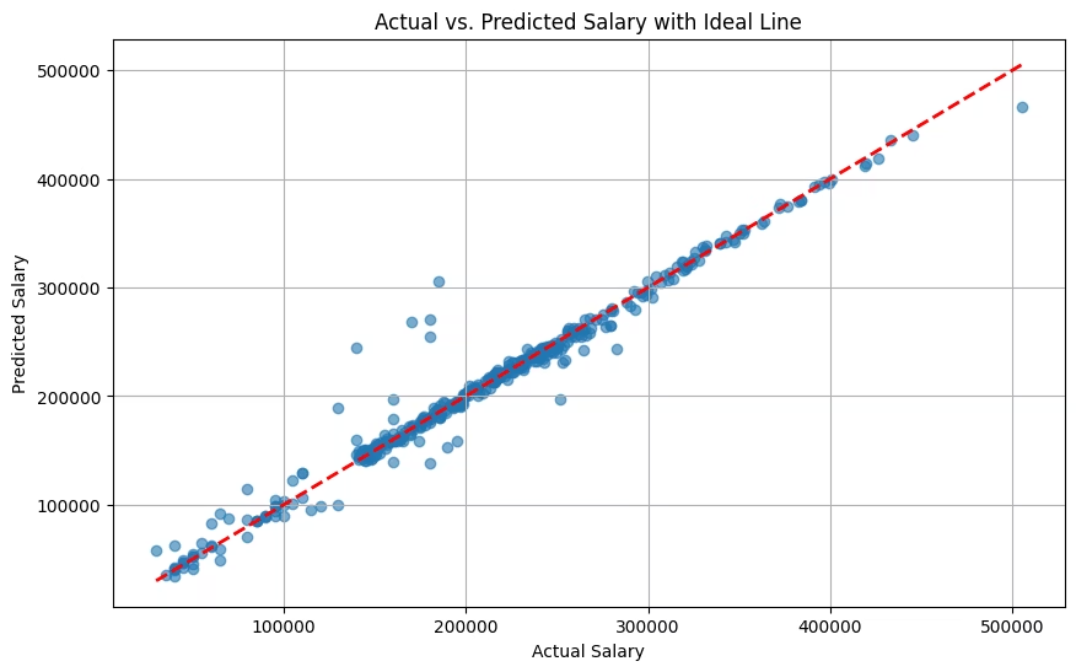 Actual vs. Predicted Salary with Ideal Line
Predicted Salary
500000
400000
300000
200000
100000
100000 200000 300000 400000 500000
Actual Salary